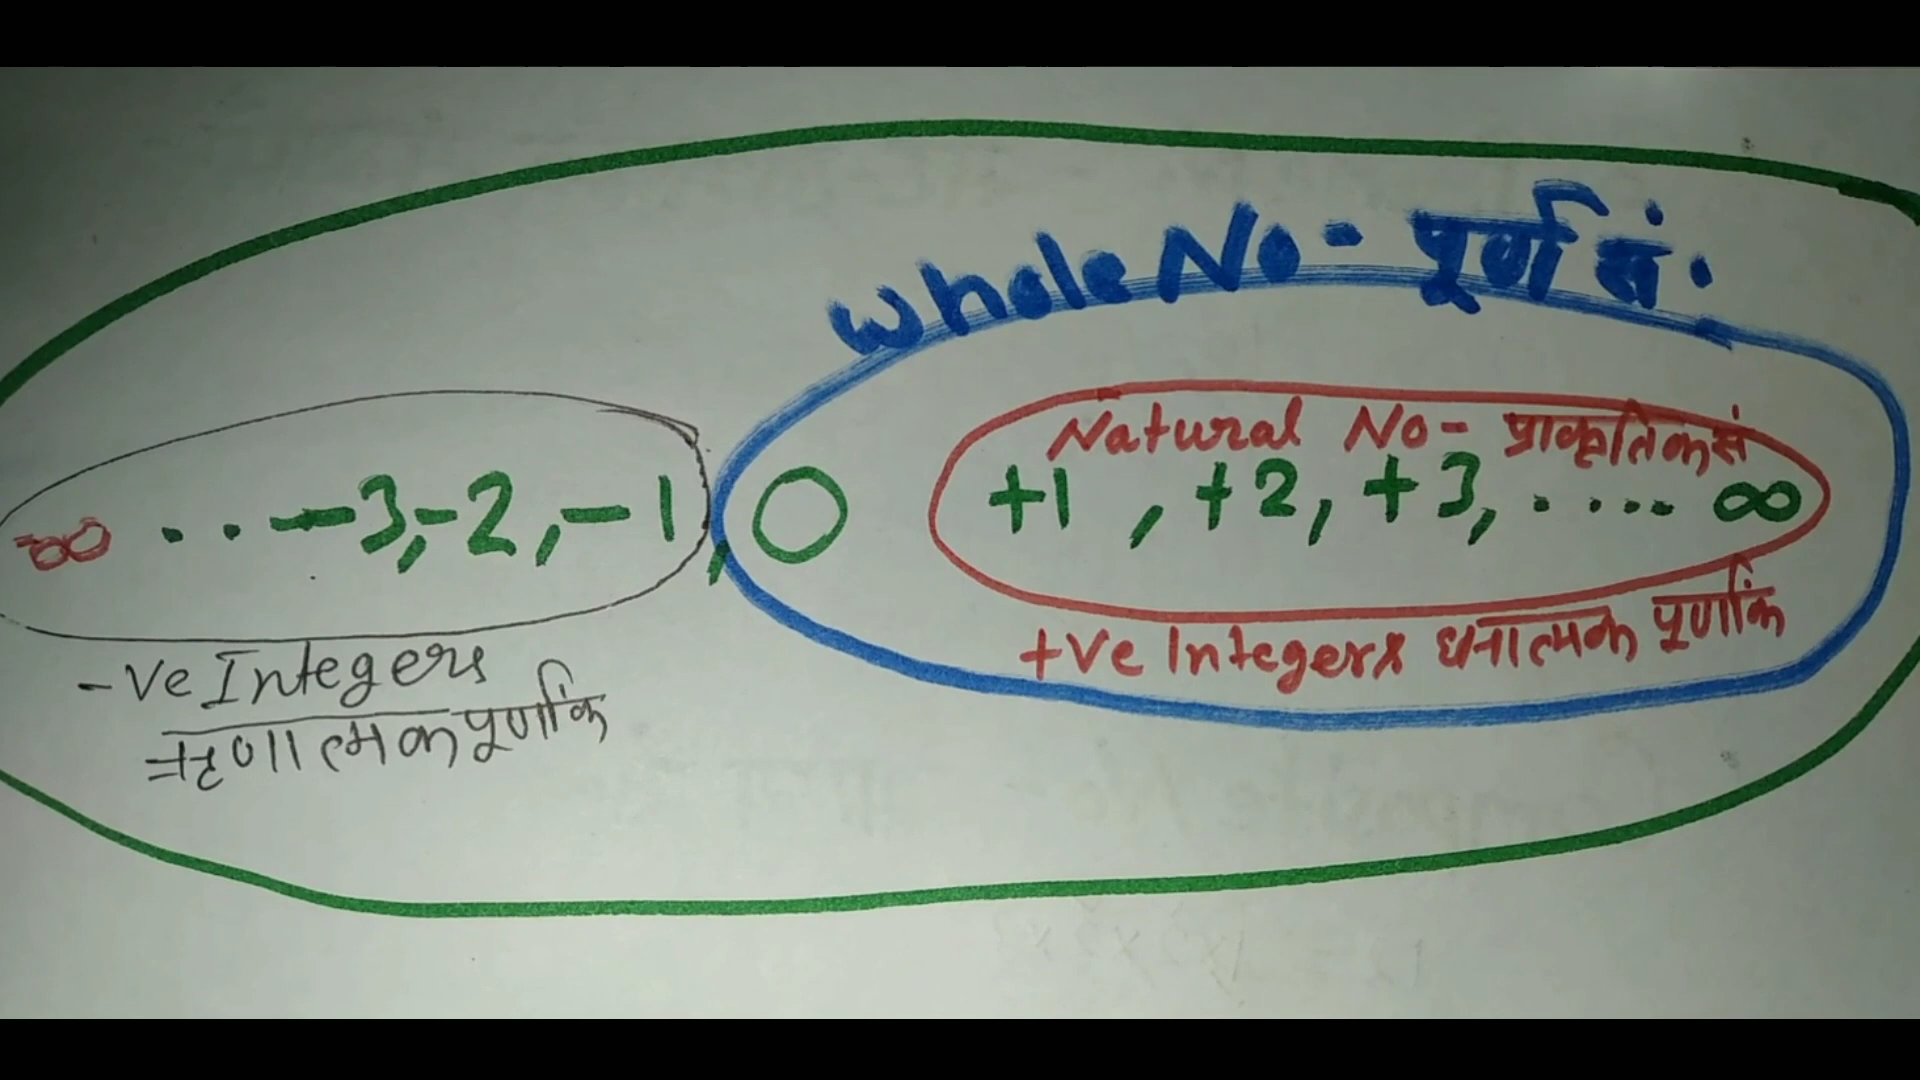 Whole No - पूर्ण सं.
Natural No - प्राकृतिक सं
∞ . . - 3, - 2, - 1, 0 +1, +2, +3, ..... ∞
+Ve Integers धनात्मक पूर्णांक
-Ve Integers
ऋणात्मक पूर्णांक